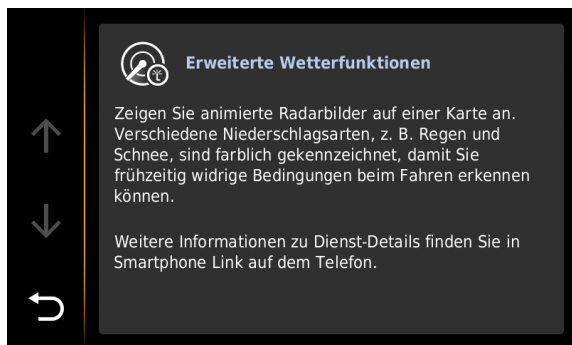 Erweiterte Wetterfunktionen
Zeigen Sie animierte Radarbilder auf einer Karte an.
Verschiedene Niederschlagsarten, z. B. Regen und
Schnee, sind farblich gekennzeichnet, damit Sie
frühzeitig widrige Bedingungen beim Fahren erkennen
können.
Weitere Informationen zu Dienst-Details finden Sie in
Smartphone Link auf dem Telefon.